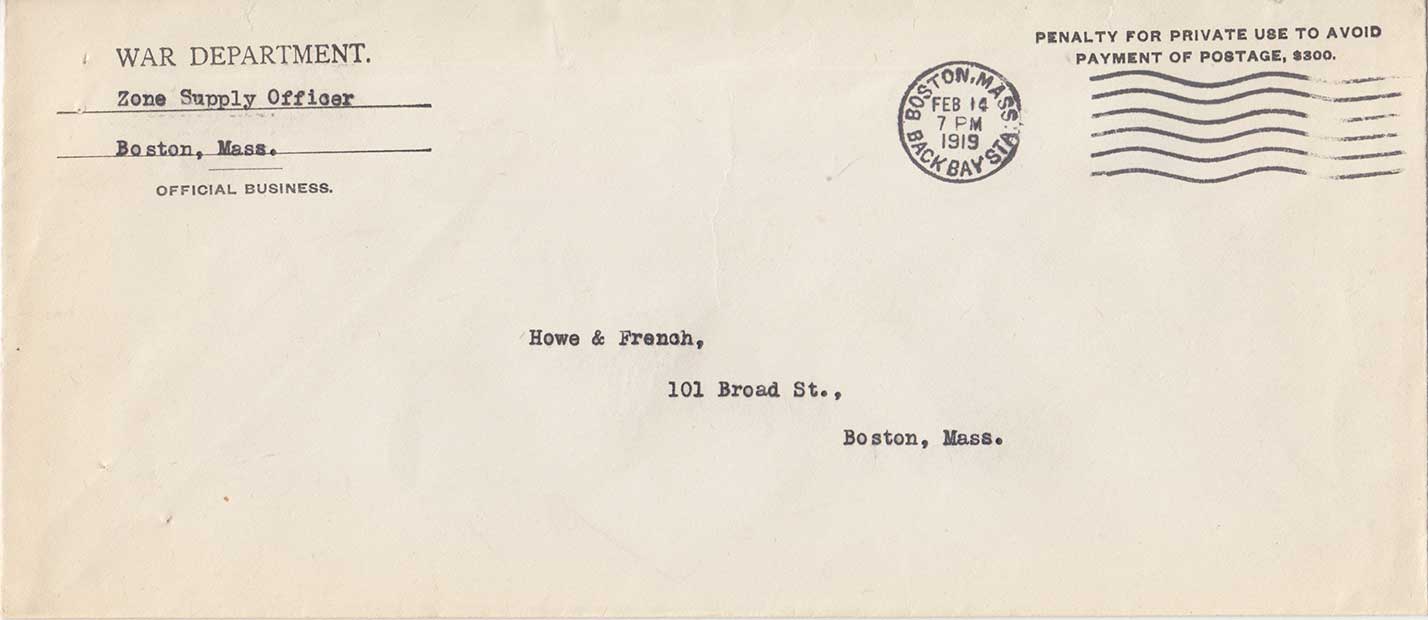 WAR DEPARTMENT.
Zone Supply Officer
Boston, Mass.
OFFICIAL BUSINESS.
PENALTY FOR PRIVATE USE TO AVOID
PAYMENT OF POSTAGE, $300.
BOSTON, MASS.
FEB 14
7 PM
1919
BACK BAY STA.
Howe & French,
101 Broad St.,
Boston, Mass.